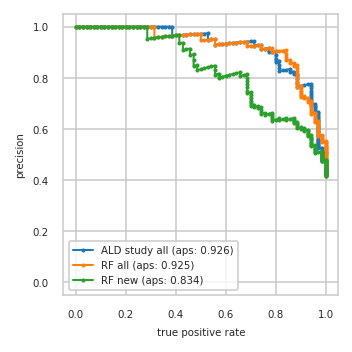 1.0
0.8
0.6
0.4
0.2
0.0
precision
ALD study all (aps: 0.926)
RF all (aps: 0.925)
RF new (aps: 0.834)
0.0 0.2 0.4 0.6 0.8 1.0
true positive rate